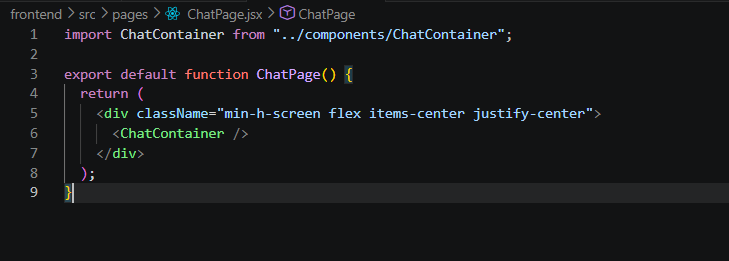 frontend > src > pages > ChatPage.jsx > ChatPage
1 import ChatContainer from "../components/ChatContainer";
2
3 export default function ChatPage() {
4   return (
5     <div className="min-h-screen flex items-center justify-center">
6       <ChatContainer />
7     </div>
8   );
9 }